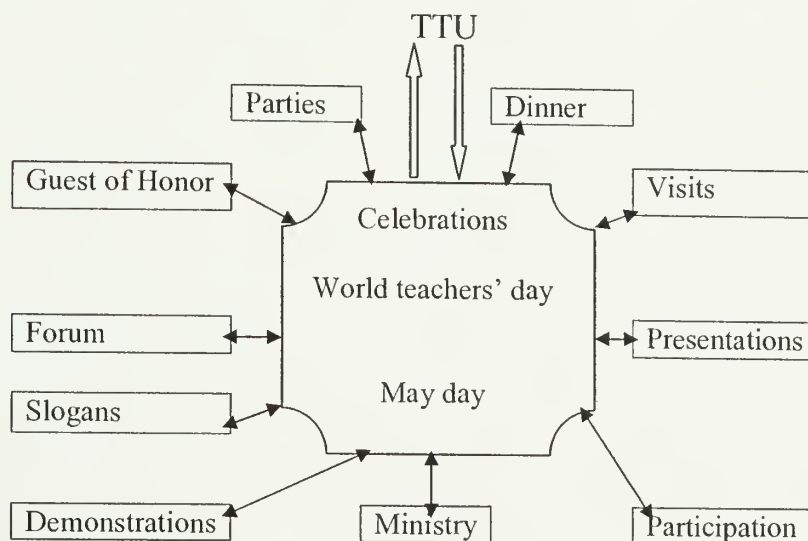 TTU
Parties
Dinner
Guest of Honor
Visits
Celebrations
World teachers’ day
Forum
Presentations
May day
Slogans
Demonstrations
Ministry
Participation